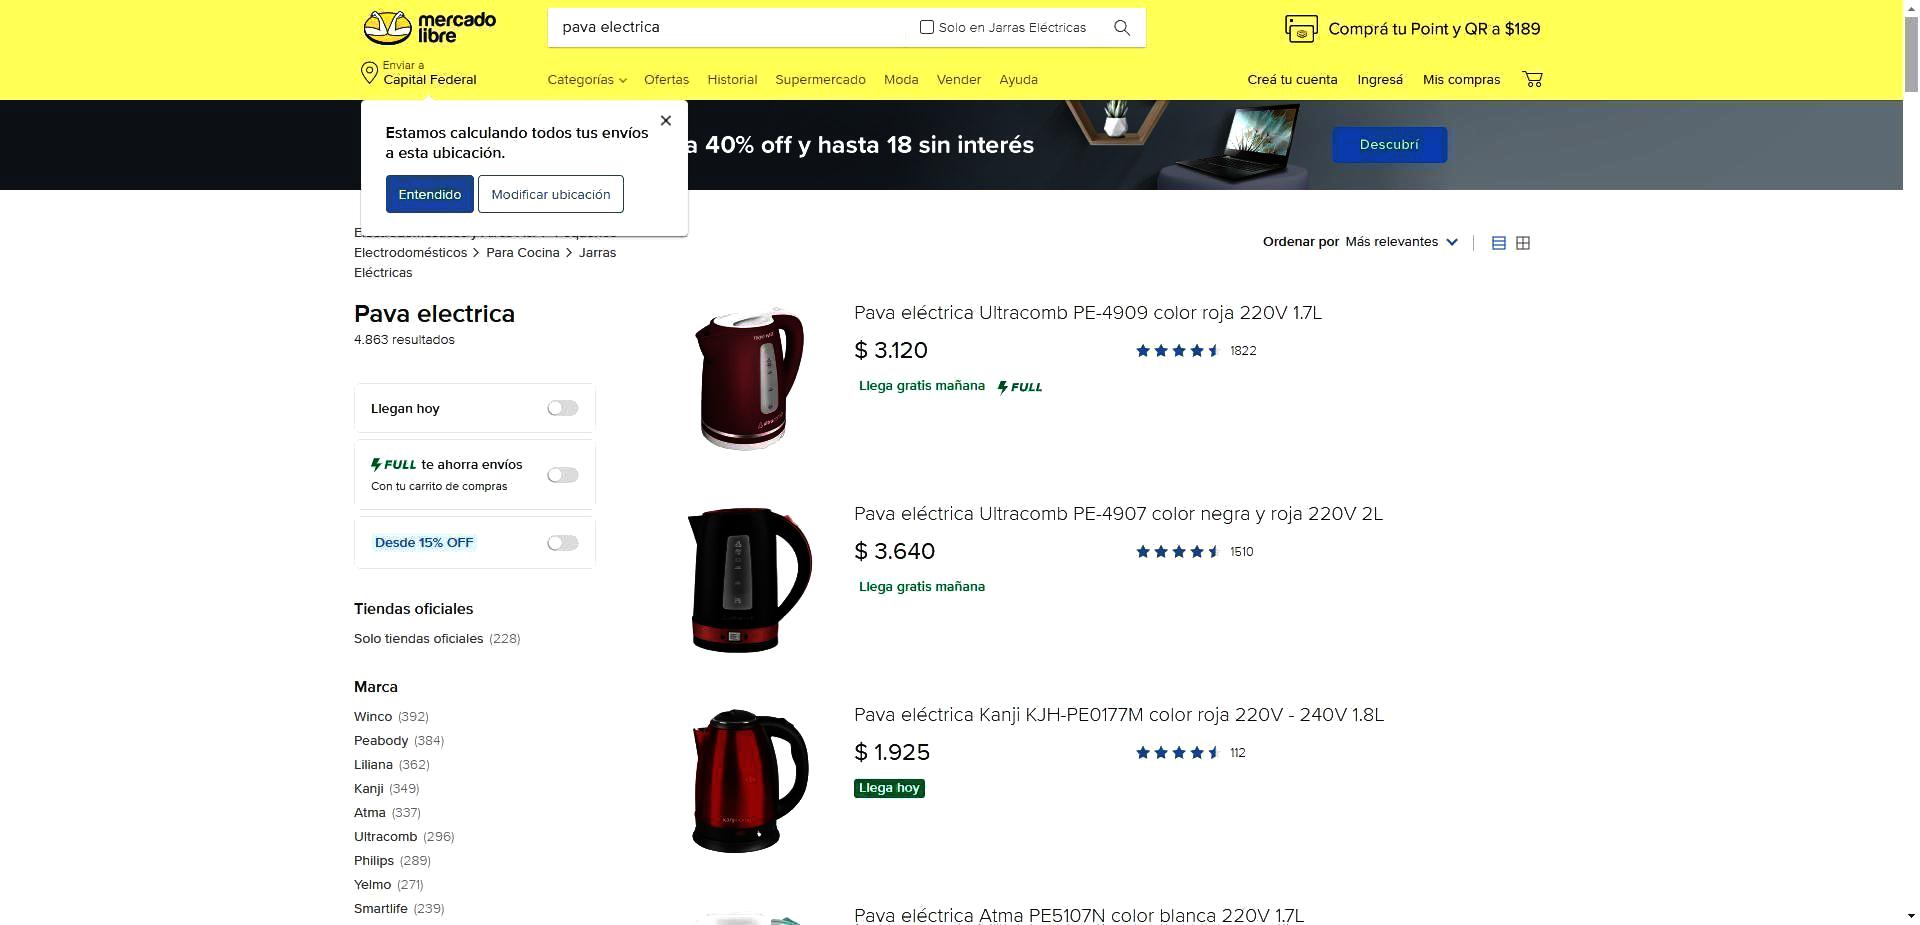 mercado
libre
pava electrica
Solo en Jarras Eléctricas
Comprá tu Point y QR a $189
Enviar a
Capital Federal
Categorías Ofertas Historial Supermercado Moda Vender Ayuda
Creá tu cuenta Ingresá Mis compras
Estamos calculando todos tus envíos
a esta ubicación.
Entendido Modificar ubicación
a 40% off y hasta 18 sin interés
Descubrí
Electrodomésticos > Para Cocina > Jarras
Eléctricas
Ordenar por Más relevantes
Pava electrica
4.863 resultados
Llegan hoy
FULL te ahorra envíos
Con tu carrito de compras
Desde 15% OFF
Tiendas oficiales
Solo tiendas oficiales (228)
Marca
Winco (392)
Peabody (384)
Liliana (362)
Kanji (349)
Atma (337)
Ultracomb (296)
Philips (289)
Yelmo (271)
Smartlife (239)
Pava eléctrica Ultracomb PE-4909 color roja 220V 1.7L
$ 3.120
1822
Llega gratis mañana FULL
Pava eléctrica Ultracomb PE-4907 color negra y roja 220V 2L
$ 3.640
1510
Llega gratis mañana
Pava eléctrica Kanji KJH-PE0177M color roja 220V - 240V 1.8L
$ 1.925
112
Llega hoy
Pava eléctrica Atma PE5107N color blanca 220V 1.7L